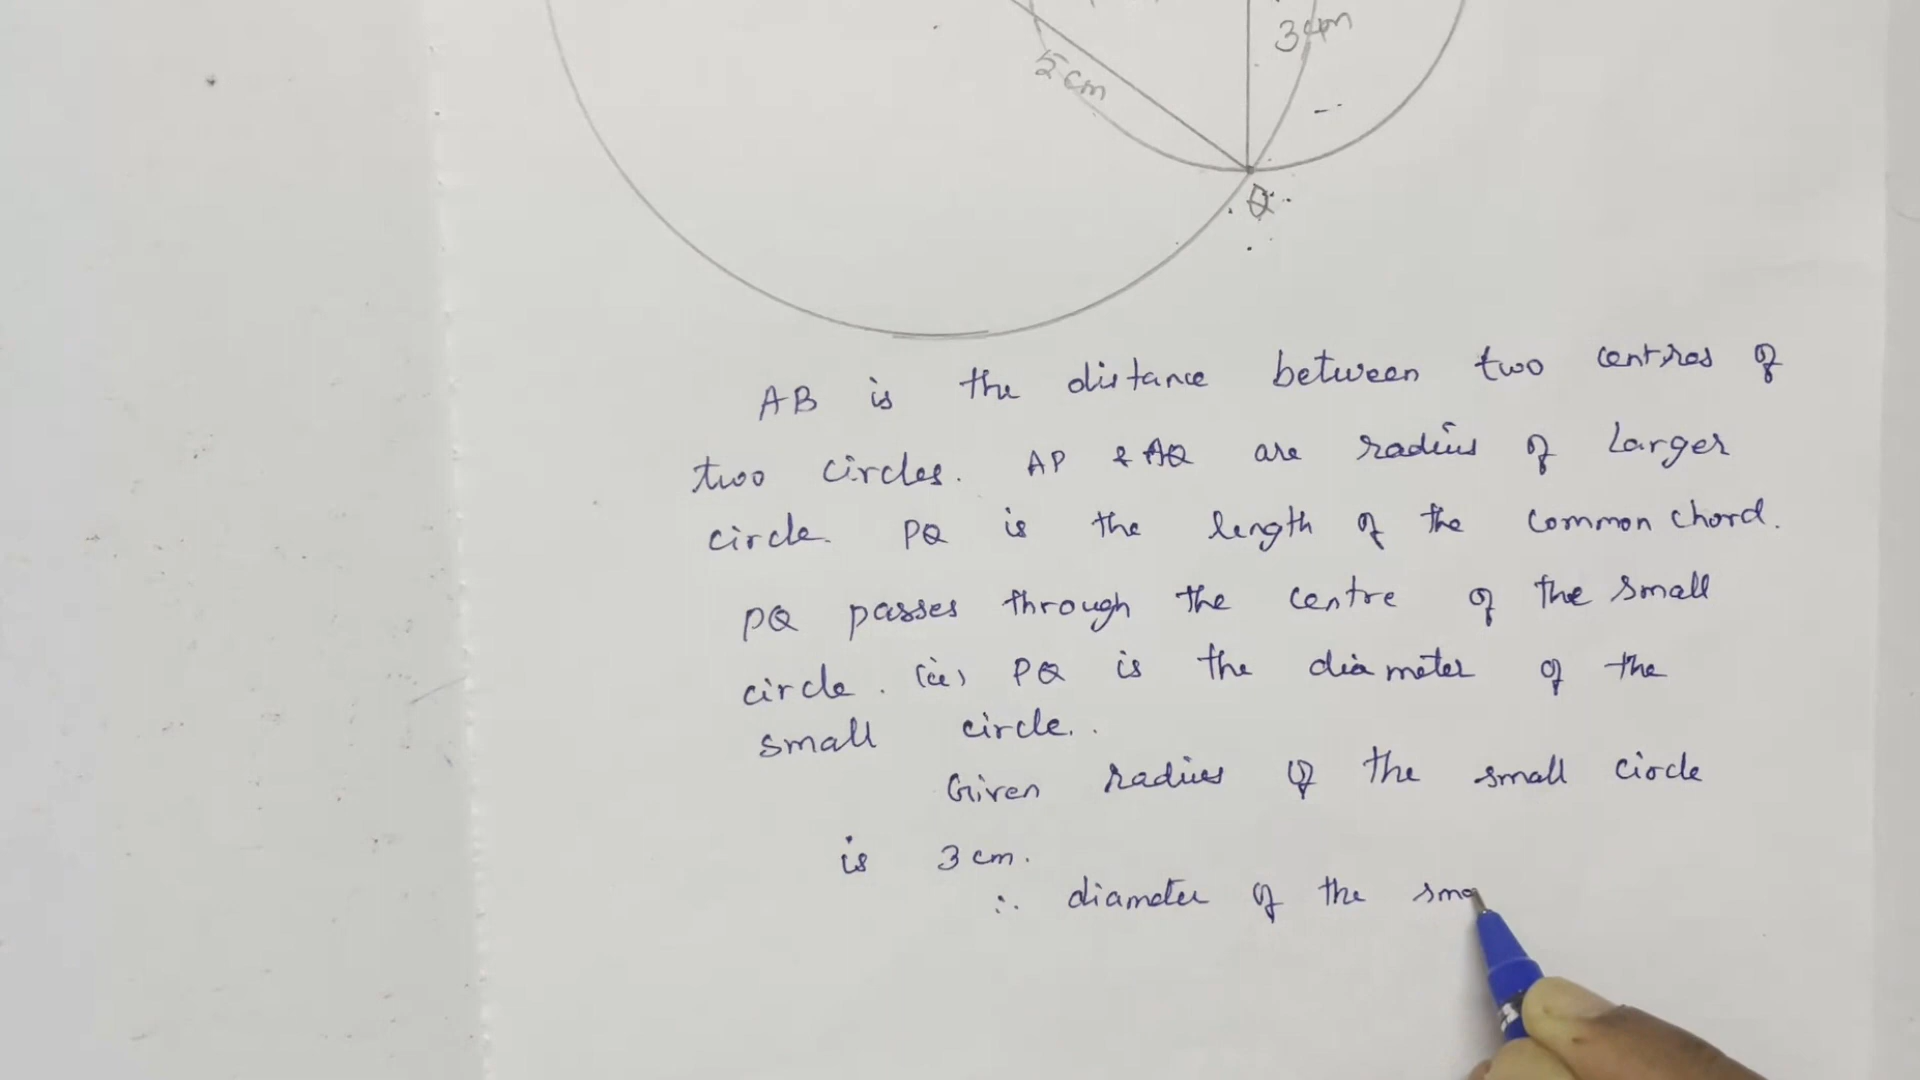 3cm
5cm
Q
AB is the distance between two centres of
two circles. AP & AQ are radius of Larger
circle. PQ is the length of the common chord.
PQ passes through the centre of the small
circle. (ie) PQ is the diameter of the
small circle.
Given radius of the small circle
is 3 cm.
∴ diameter of the sma